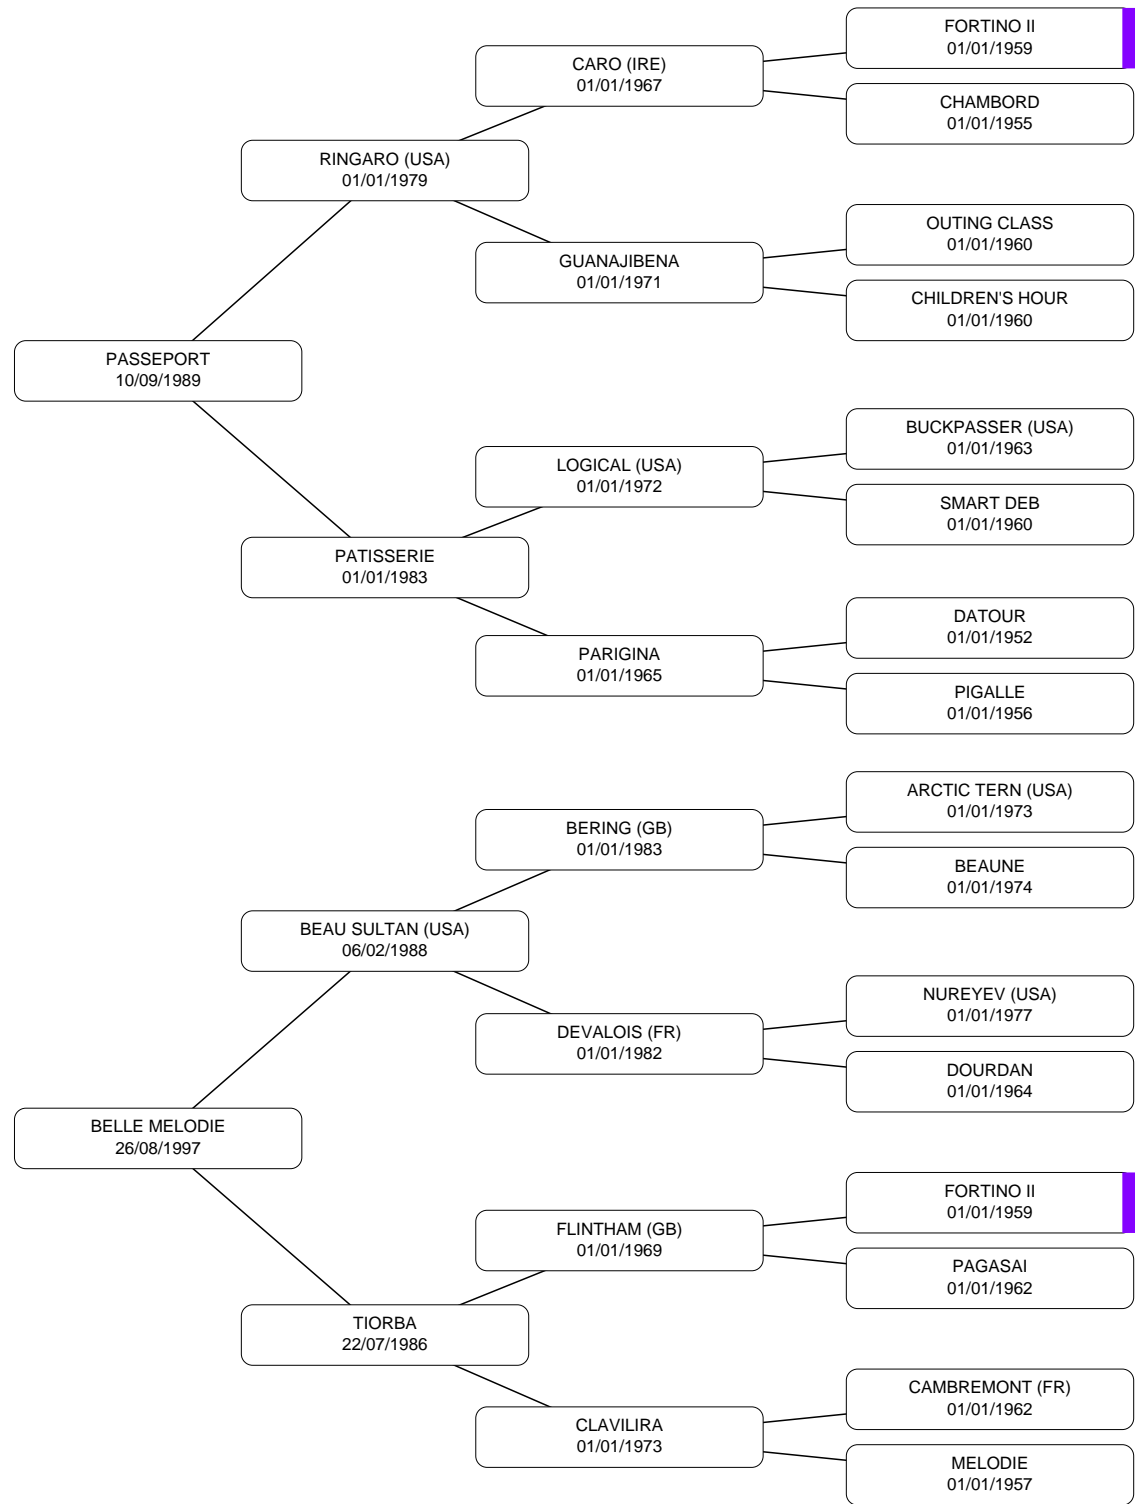 FORTINO II
01/01/1959
CARO (IRE)
01/01/1967
CHAMBORD
01/01/1955
RINGARO (USA)
01/01/1979
OUTING CLASS
01/01/1960
GUANAJIBENA
01/01/1971
CHILDREN'S HOUR
01/01/1960
PASSEPORT
10/09/1989
BUCKPASSER (USA)
01/01/1963
LOGICAL (USA)
01/01/1972
SMART DEB
01/01/1960
PATISSERIE
01/01/1983
DATOUR
01/01/1952
PARIGINA
01/01/1965
PIGALLE
01/01/1956
ARCTIC TERN (USA)
01/01/1973
BERING (GB)
01/01/1983
BEAUNE
01/01/1974
BEAU SULTAN (USA)
06/02/1988
NUREYEV (USA)
01/01/1977
DEVALOIS (FR)
01/01/1982
DOURDAN
01/01/1964
BELLE MELODIE
26/08/1997
FORTINO II
01/01/1959
FLINTHAM (GB)
01/01/1969
PAGASAI
01/01/1962
TIORBA
22/07/1986
CAMBREMONT (FR)
01/01/1962
CLAVILIRA
01/01/1973
MELODIE
01/01/1957